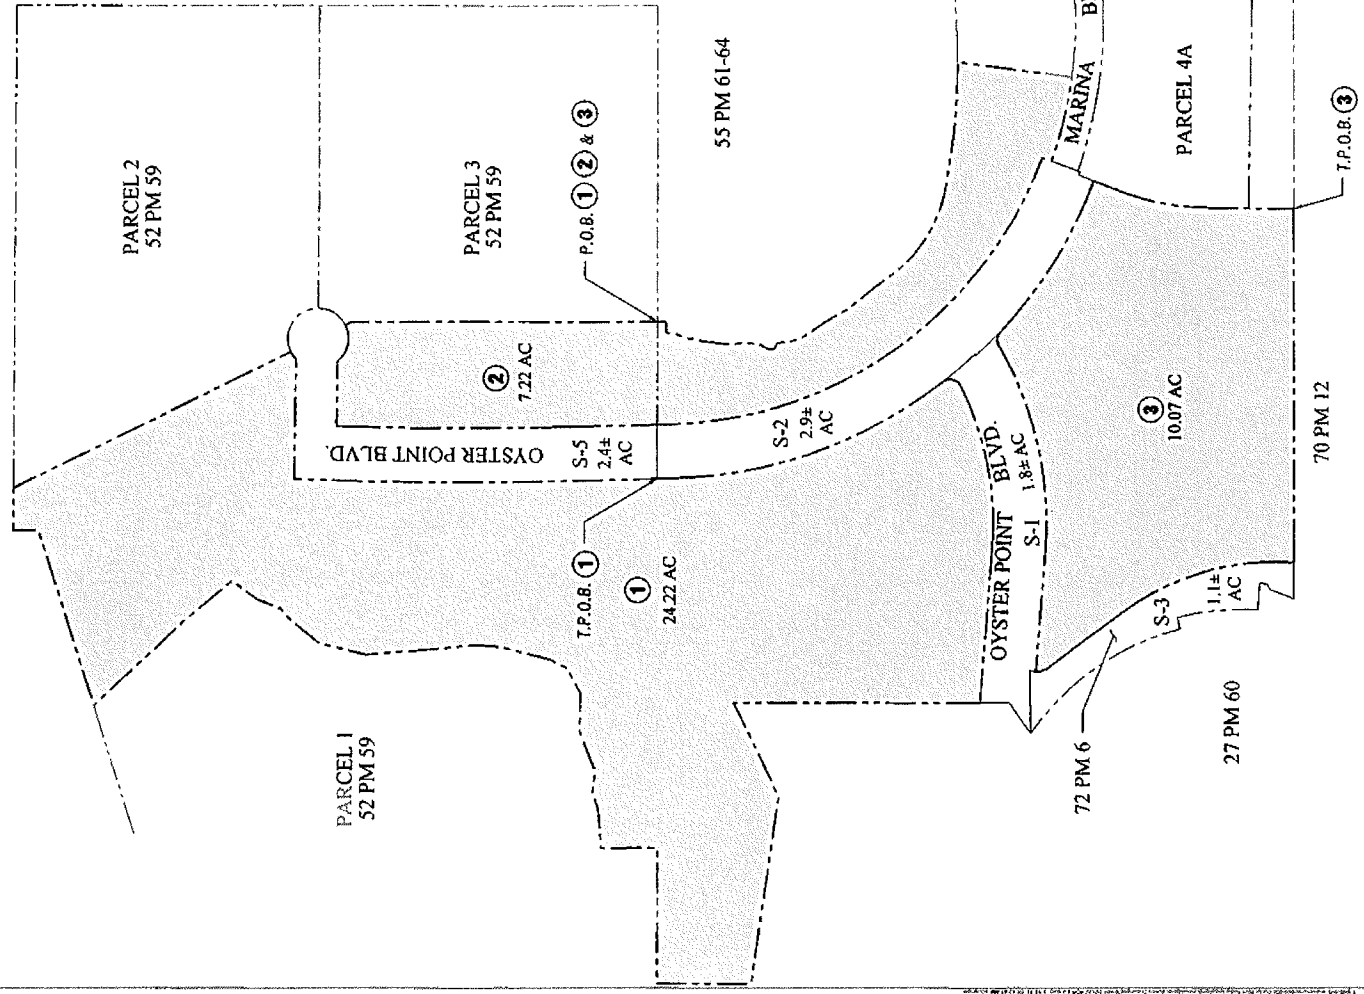 PARCEL 2
52 PM 59
PARCEL 3
52 PM 59
P.O.B. 1 2 & 3
55 PM 61-64
MARINA B
PARCEL 4A
T.P.O.B. 3
2
7.22 AC
OYSTER POINT BLVD.
S-5
2.4±
AC
S-2
2.9±
AC
T.P.O.B. 1
1
24.22 AC
OYSTER POINT BLVD.
S-1 1.8± AC
3
10.07 AC
70 PM 12
S-3
1.1±
AC
PARCEL 1
52 PM 59
72 PM 6
27 PM 60